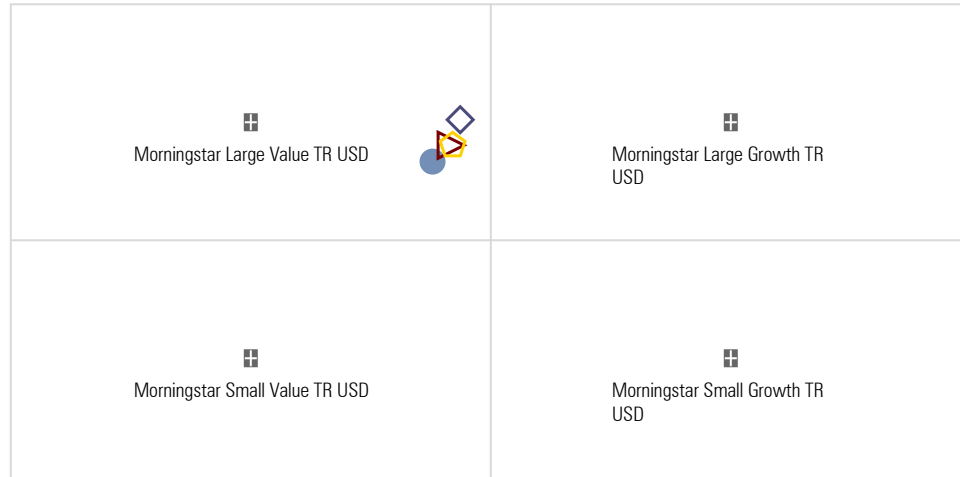 Morningstar Large Value TR USD
Morningstar Large Growth TR
USD
Morningstar Small Value TR USD
Morningstar Small Growth TR
USD